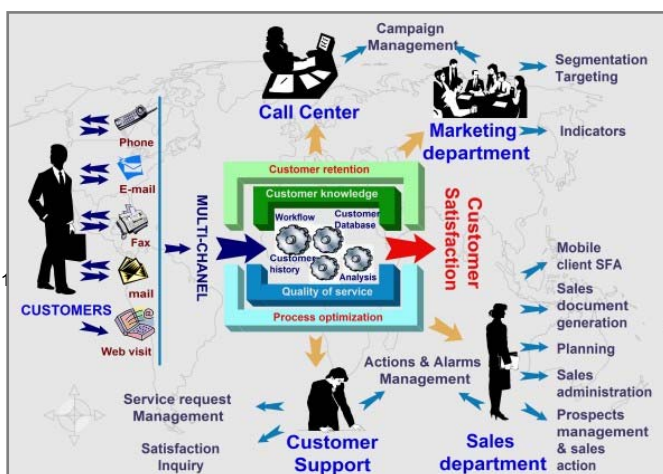 Campaign
Management
Segmentation
Targeting
Call Center
Marketing
department
Indicators
Phone
E-mail
Fax
mail
Web visit
1
CUSTOMERS
MULTI-CHANEL
Customer retention
Customer knowledge
Workflow
Customer
Database
Customer
history
Analysis
Quality of service
Process optimization
Customer
Satisfaction
Mobile
client SFA
Sales
document
generation
Planning
Sales
administration
Prospects
management
& sales
action
Actions & Alarms
Management
Service request
Management
Satisfaction
Inquiry
Customer
Support
Sales
department